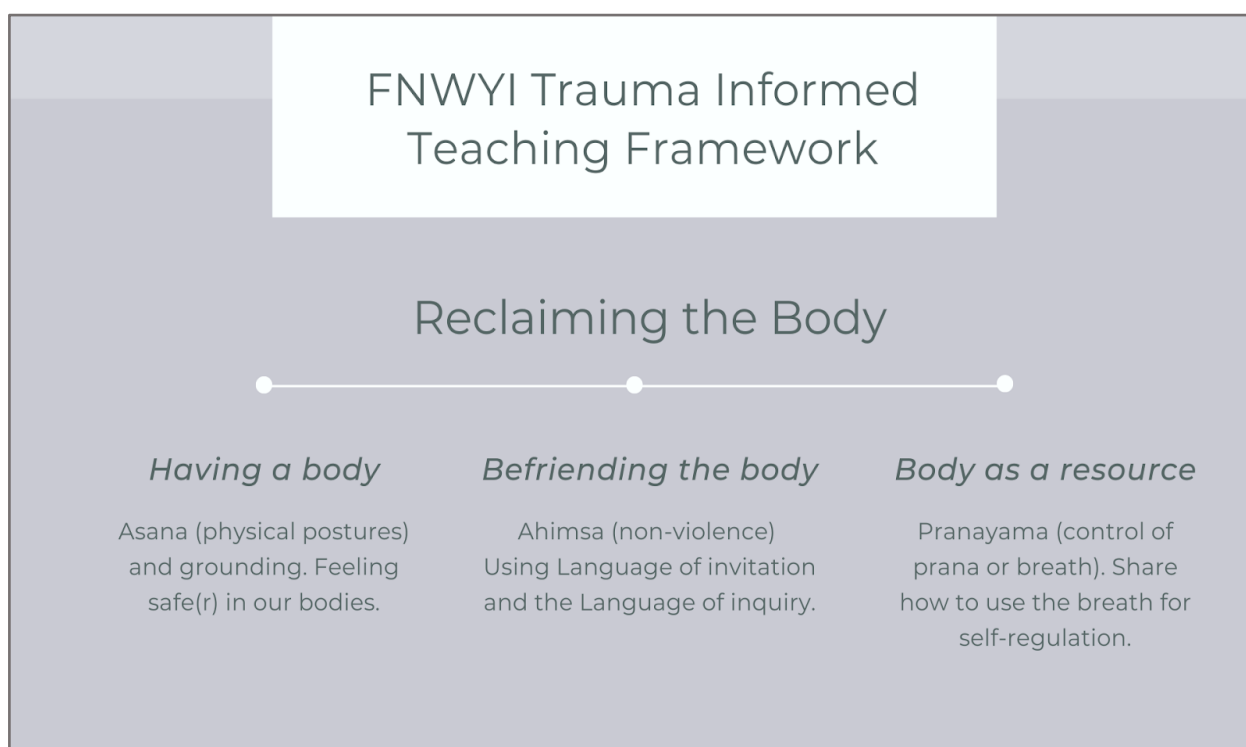 FNWYI Trauma Informed
Teaching Framework
Reclaiming the Body
Having a body
Asana (physical postures)
and grounding. Feeling
safe(r) in our bodies.
Befriending the body
Ahimsa (non-violence)
Using Language of invitation
and the Language of inquiry.
Body as a resource
Pranayama (control of
prana or breath). Share
how to use the breath for
self-regulation.